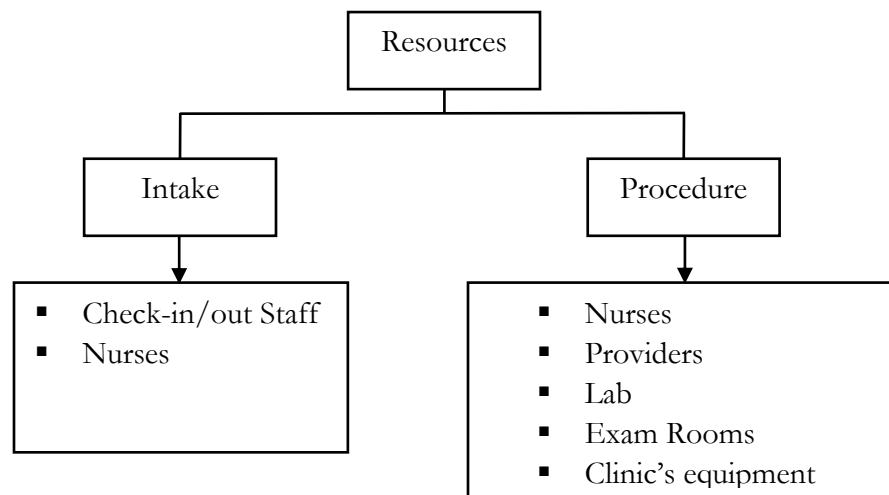 Resources
Intake
Procedure
▪ Check-in/out Staff
▪ Nurses
▪ Nurses
▪ Providers
▪ Lab
▪ Exam Rooms
▪ Clinic’s equipment